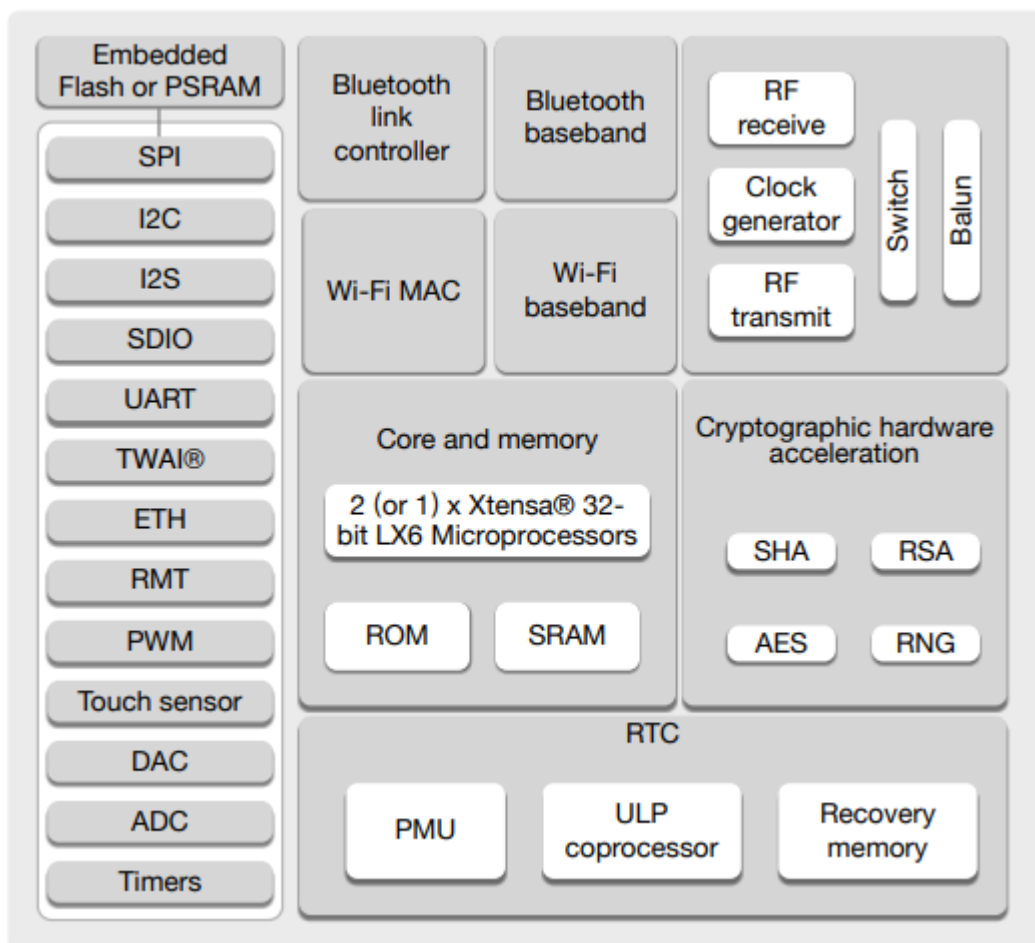 Embedded
Flash or PSRAM
SPI
I2C
I2S
SDIO
UART
TWAI®
ETH
RMT
PWM
Touch sensor
DAC
ADC
Timers
Bluetooth
link
controller
Bluetooth
baseband
Wi-Fi MAC
Wi-Fi
baseband
RF
receive
Clock
generator
RF
transmit
Switch
Balun
Core and memory
2 (or 1) x Xtensa® 32-
bit LX6 Microprocessors
ROM
SRAM
Cryptographic hardware
acceleration
SHA
RSA
AES
RNG
RTC
PMU
ULP
coprocessor
Recovery
memory